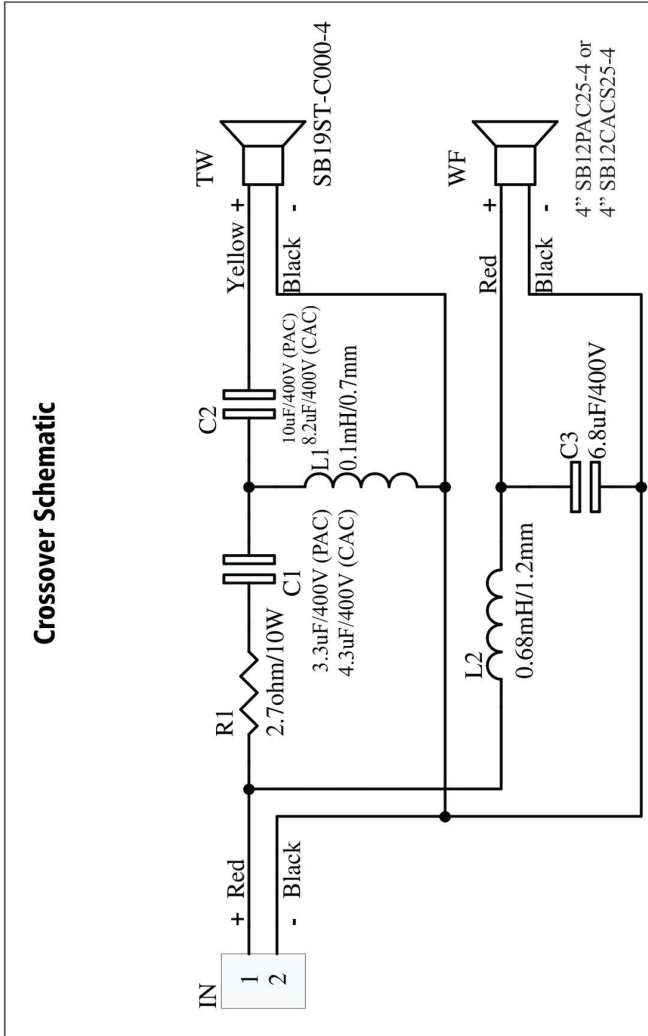 Crossover Schematic
IN
1
2
+ Red
- Black
R1
2.7ohm/10W
C1
3.3uF/400V (PAC)
4.3uF/400V (CAC)
C2
10uF/400V (PAC)
8.2uF/400V (CAC)
L1
0.1mH/0.7mm
Yellow +
Black -
TW
SB19ST-C000-4
L2
0.68mH/1.2mm
C3
6.8uF/400V
Red +
Black -
WF
4” SB12PAC25-4 or
4” SB12CACS25-4